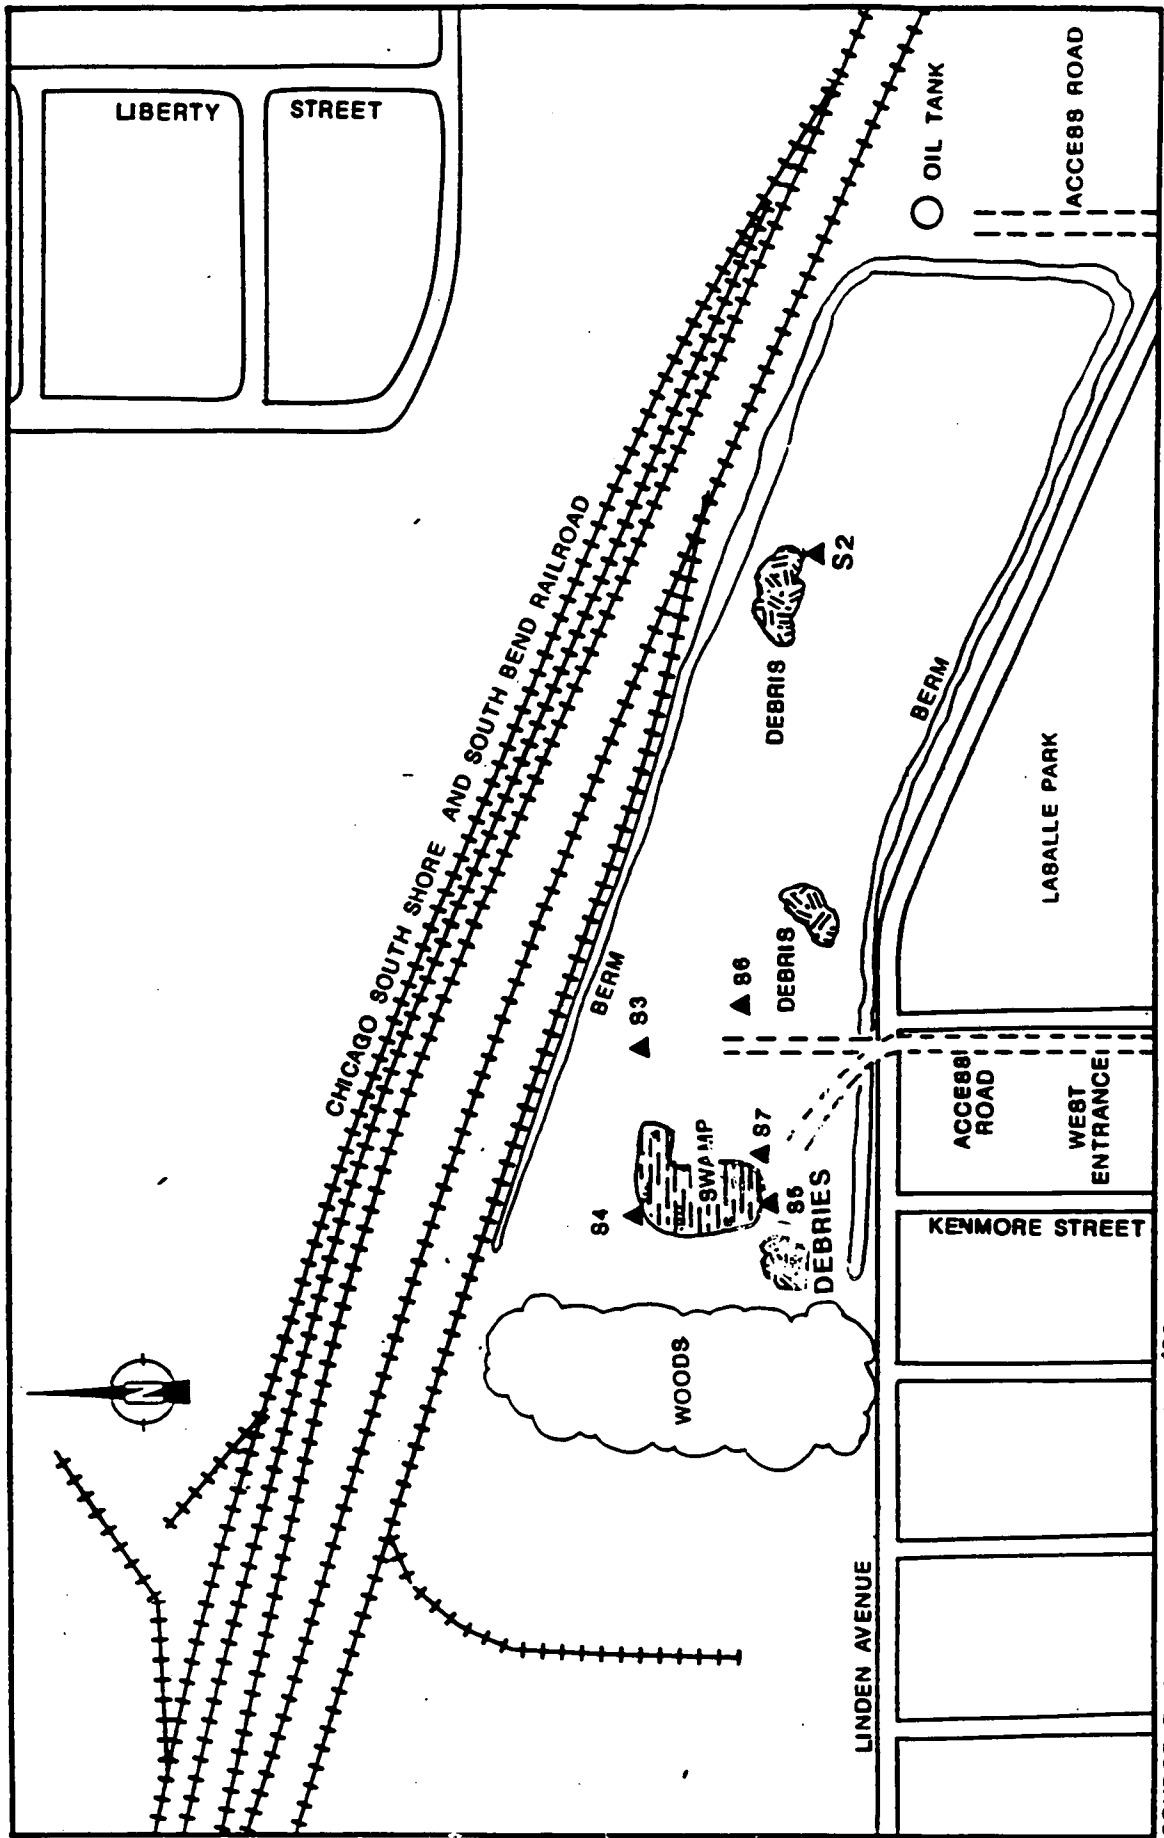 LIBERTY STREET
CHICAGO SOUTH SHORE AND SOUTH BEND RAILROAD
N
OIL TANK
ACCESS ROAD
BERM
S3
S4
SWAMP
S7
S5
S6
DEBRIS
DEBRIS
S2
DEBRIES
WOODS
BERM
LASALLE PARK
LINDEN AVENUE
KENMORE STREET
ACCESS
ROAD
WEST
ENTRANCE